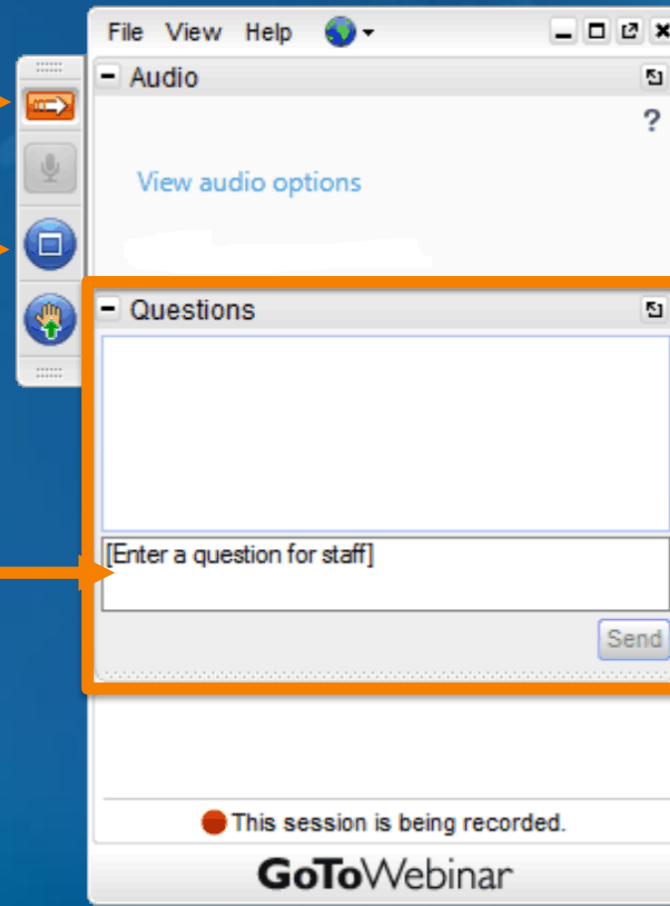 File View Help
Audio
?
View audio options
Questions
[Enter a question for staff]
Send
This session is being recorded.
GoToWebinar